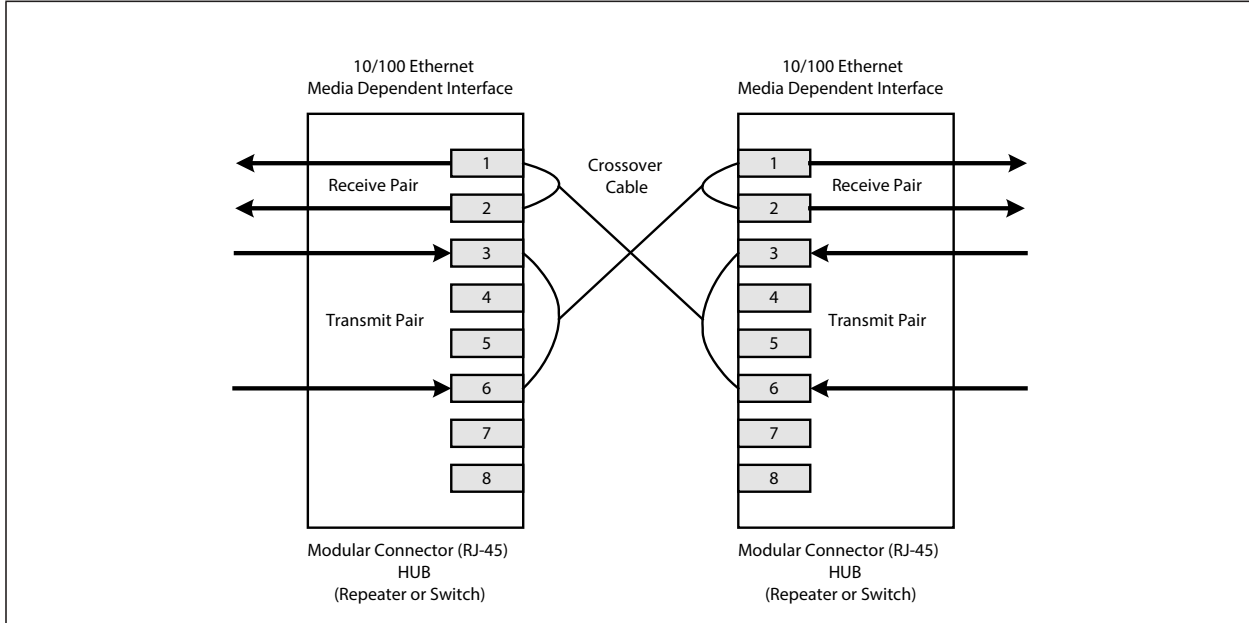 10/100 Ethernet
Media Dependent Interface
10/100 Ethernet
Media Dependent Interface
1
Receive Pair
2
3
4
Transmit Pair
5
6
7
8
Crossover
Cable
1
Receive Pair
2
3
4
Transmit Pair
5
6
7
8
Modular Connector (RJ-45)
HUB
(Repeater or Switch)
Modular Connector (RJ-45)
HUB
(Repeater or Switch)